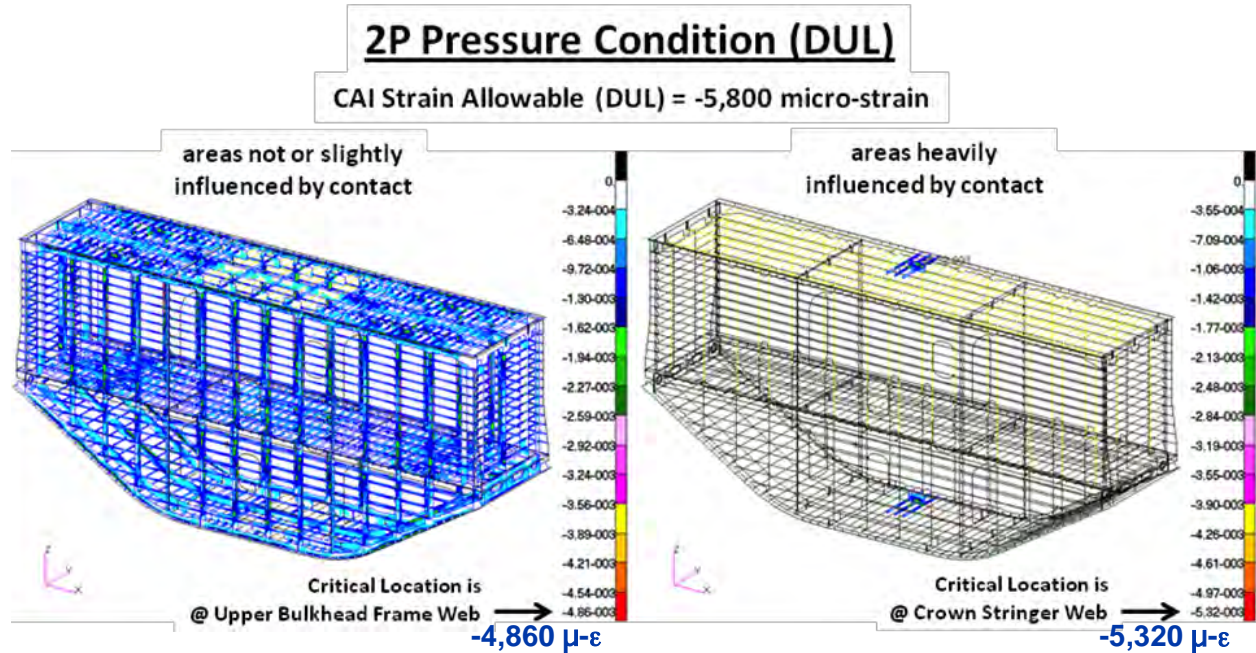 2P Pressure Condition (DUL)
CAI Strain Allowable (DUL) = -5,800 micro-strain
areas not or slightly
influenced by contact
0.
-3.24-004
-6.48-004
-9.72-004
-1.30-003
-1.62-003
-1.94-003
-2.27-003
-2.59-003
-2.92-003
-3.24-003
-3.56-003
-3.89-003
-4.21-003
-4.54-003
-4.86-003
Z
Y
X
Critical Location is
@ Upper Bulkhead Frame Web
-4,860 μ-ε
areas heavily
influenced by contact
0.
-3.55-004
-7.09-004
-1.06-003
-1.42-003
-1.77-003
-2.13-003
-2.48-003
-2.84-003
-3.19-003
-3.55-003
-3.90-003
-4.26-003
-4.61-003
-4.97-003
-5.32-003
Z
Y
X
Critical Location is
@ Crown Stringer Web
-5,320 μ-ε